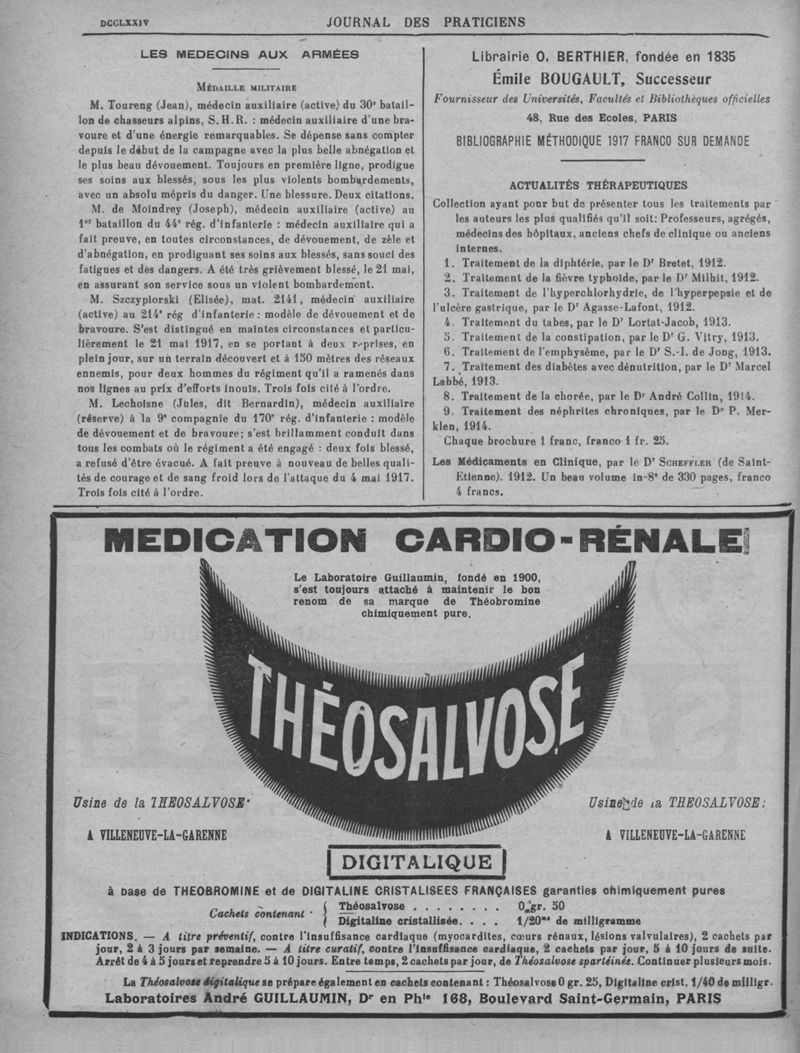 DCCLXXIV
JOURNAL DES PRATICIENS
LES MEDECINS AUX ARMÉES
MÉDAILLE MILITAIRE
M. Toureng (Jean), médecin auxiliaire (active) du 30e batail-
lon de chasseurs alpins, S. H. R. : médecin auxiliaire d'une bra-
voure et d'une énergie remarquables. Se dépense sans compter
depuis le début de la campagne avec la plus belle abnégation et
le plus beau dévouement. Toujours en première ligne, prodigue
ses soins aux blessés, sous les plus violents bombardements,
avec un absolu mépris du danger. Une blessure. Deux citations.
M. de Moindrey (Joseph), médecin auxiliaire (active) au
1er bataillon du 44e rég. d'infanterie : médecin auxiliaire qui a
fait preuve, en toutes circonstances, de dévouement, de zèle et
d'abnégation, en prodiguant ses soins aux blessés, sans souci des
fatigues et des dangers. A été très grièvement blessé, le 21 mai,
en assurant son service sous un violent bombardement.
M. Szczypiorski (Elisée), mat. 2141, médecin auxiliaire
(active) au 214e rég d'infanterie : modèle de dévouement et de
bravoure. S'est distingué en maintes circonstances et particu-
lièrement le 21 mai 1917, en se portant à deux reprises, en
plein jour, sur un terrain découvert et à 150 mètres des réseaux
ennemis, pour deux hommes du régiment qu'il a ramenés dans
nos lignes au prix d'efforts inouïs. Trois fois cité à l'ordre.
M. Lechoisne (Jules, dit Bernardin), médecin auxiliaire
(réserve) à la 9e compagnie du 170e rég. d'infanterie : modèle
de dévouement et de bravoure; s'est brillamment conduit dans
tous les combats où le régiment a été engagé : deux fois blessé,
a refusé d'être évacué. A fait preuve à nouveau de belles quali-
tés de courage et de sang froid lors de l'attaque du 4 mai 1917.
Trois fois cité à l'ordre.
Librairie O. BERTHIER, fondée en 1835
Émile BOUGAULT, Successeur
Fournisseur des Universités, Facultés et Bibliothèques officielles
48, Rue des Ecoles, PARIS
BIBLIOGRAPHIE MÉTHODIQUE 1917 FRANCO SUR DEMANDE
ACTUALITÉS THÉRAPEUTIQUES
Collection ayant pour but de présenter tous les traitements par
les auteurs les plus qualifiés qu'il soit: Professeurs, agrégés,
médecins des hôpitaux, anciens chefs de clinique ou anciens
internes.
1. Traitement de la diphtérie, par le Dr Bretet, 1912.
2. Traitement de la fièvre typhoïde, par le Dr Milhit, 1912.
3. Traitement de l'hyperchlorhydrie, de l'hyperpepsie et de
l'ulcère gastrique, par le Dr Agasse-Lafont, 1912.
4. Traitement du tabes, par le Dr Lortat-Jacob, 1913.
5. Traitement de la constipation, par le Dr G. Vitry, 1913.
6. Traitement de l'emphysème, par le Dr S.-I. de Jong, 1913.
7. Traitement des diabètes avec dénutrition, par le Dr Marcel
Labbé, 1913.
8. Traitement de la chorée, par le Dr André Collin, 1914.
9. Traitement des néphrites chroniques, par le Dr P. Mer-
klen, 1914.
Chaque brochure 1 franc, franco 1 fr. 25.
Les Médicaments en Clinique, par le Dr SCHEFFLER (de Saint-
Etienne). 1912. Un beau volume in-8e de 330 pages, franco
4 francs.
MEDICATION CARDIO-RÉNALE
Le Laboratoire Guillaumin, fondé en 1900,
s'est toujours attaché à maintenir le bon
renom de sa marque de Théobromine
chimiquement pure.
THÉOSALVOSE
Usine de la THEOSALVOSE
A VILLENEUVE-LA-GARENNE
Usine de la THEOSALVOSE:
A VILLENEUVE-LA-GARENNE
DIGITALIQUE
à base de THEOBROMINE et de DIGITALINE CRISTALISEES FRANÇAISES garanties chimiquement pures
Cachets contenant
Théosalvose . . . . . . . . 0 gr. 50
Digitaline cristallisée. . . . 1/20me de milligramme
INDICATIONS. — A titre préventif, contre l'insuffisance cardiaque (myocardites, cœurs rénaux, lésions valvulaires), 2 cachets par
jour, 2 à 3 jours par semaine. — A titre curatif, contre l'insuffisance cardiaque, 2 cachets par jour, 5 à 10 jours de suite.
Arrêt de 4 à 5 jours et reprendre 5 à 10 jours. Entre temps, 2 cachets par jour, de Théosalvose spartéinée. Continuer plusieurs mois.
La Théosalvose digitalique se prépare également en cachets contenant : Théosalvose 0 gr. 25, Digitaline crist. 1/40 de milligr.
Laboratoires André GUILLAUMIN, Dr en Phie 168, Boulevard Saint-Germain, PARIS